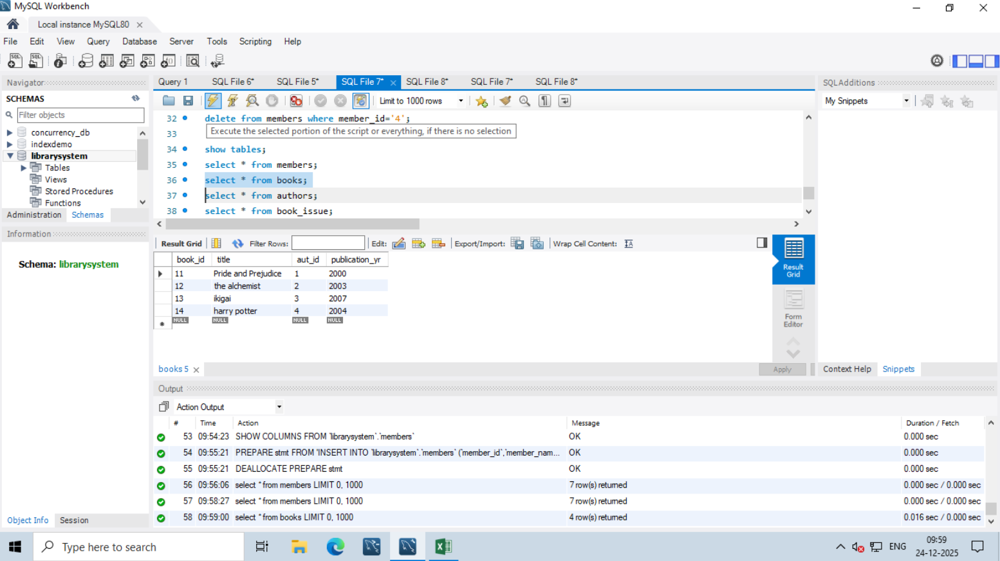 MySQL Workbench
Local instance MySQL80
File Edit View Query Database Server Tools Scripting Help
Navigator
SCHEMAS
Filter objects
concurrency_db
indexdemo
librarysystem
Tables
Views
Stored Procedures
Functions
Administration Schemas
Information
Schema: librarysystem
Object Info Session
Query 1 SQL File 6* SQL File 5* SQL File 7* SQL File 8* SQL File 7* SQL File 8*
Limit to 1000 rows
32 delete from members where member_id='4';
33
Execute the selected portion of the script or everything, if there is no selection
34 show tables;
35 select * from members;
36 select * from books;
37 select * from authors;
38 select * from book_issue;
Result Grid Filter Rows: Edit: Export/Import: Wrap Cell Content: IA
book_id title aut_id publication_yr
11 Pride and Prejudice 1 2000
12 the alchemist 2 2003
13 ikigai 3 2007
14 harry potter 4 2004
NULL NULL NULL NULL
Result Grid
Form Editor
books 5
Apply
SQLAdditions
My Snippets
Context Help Snippets
Output
Action Output
# Time Action Message Duration / Fetch
53 09:54:23 SHOW COLUMNS FROM `librarysystem`.`members` OK 0.000 sec
54 09:55:21 PREPARE stmt FROM 'INSERT INTO `librarysystem`.`members` (`member_id`,`member_nam... OK 0.000 sec
55 09:55:21 DEALLOCATE PREPARE stmt OK 0.000 sec
56 09:56:06 select * from members LIMIT 0, 1000 7 row(s) returned 0.000 sec / 0.000 sec
57 09:58:27 select * from members LIMIT 0, 1000 7 row(s) returned 0.000 sec / 0.000 sec
58 09:59:00 select * from books LIMIT 0, 1000 4 row(s) returned 0.016 sec / 0.000 sec
Type here to search
ENG
09:59
24-12-2025